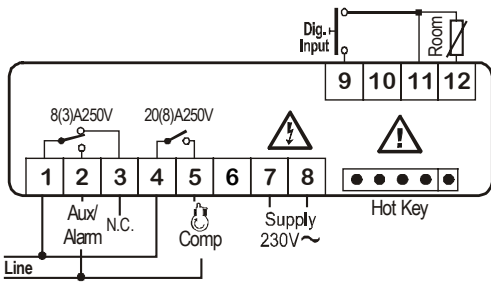 Dig.
Input
Room
9 10 11 12
8(3)A250V 20(8)A250V
1 2 3 4 5 6 7 8
Aux/
Alarm
N.C.
Comp
Supply
230V~
Hot Key
Line